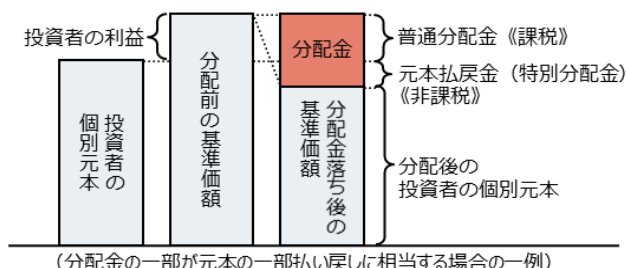 投資者の利益
分配金
普通分配金《課税》
元本払戻金（特別分配金）
《非課税》
投資者の
個別元本
分配前の基準価額
分配金落ち後の
基準価額
分配後の
投資者の個別元本
（分配金の一部が元本の一部払い戻しに相当する場合の一例）